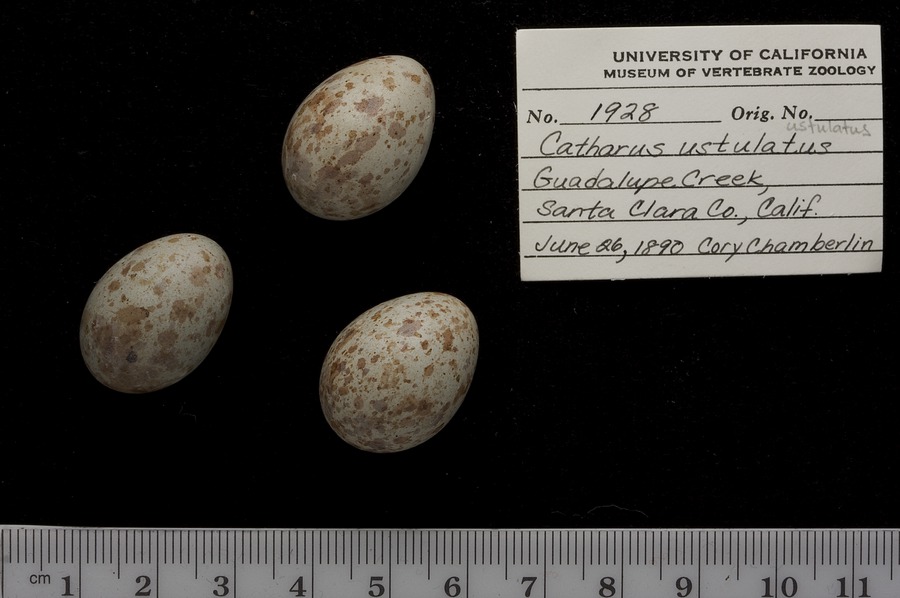 UNIVERSITY OF CALIFORNIA
MUSEUM OF VERTEBRATE ZOOLOGY
No. 1928 Orig. No.
ustulatus
Catharus ustulatus
Guadalupe Creek,
Santa Clara Co., Calif.
June 26, 1890 Cory Chamberlin
cm 1 2 3 4 5 6 7 8 9 10 11